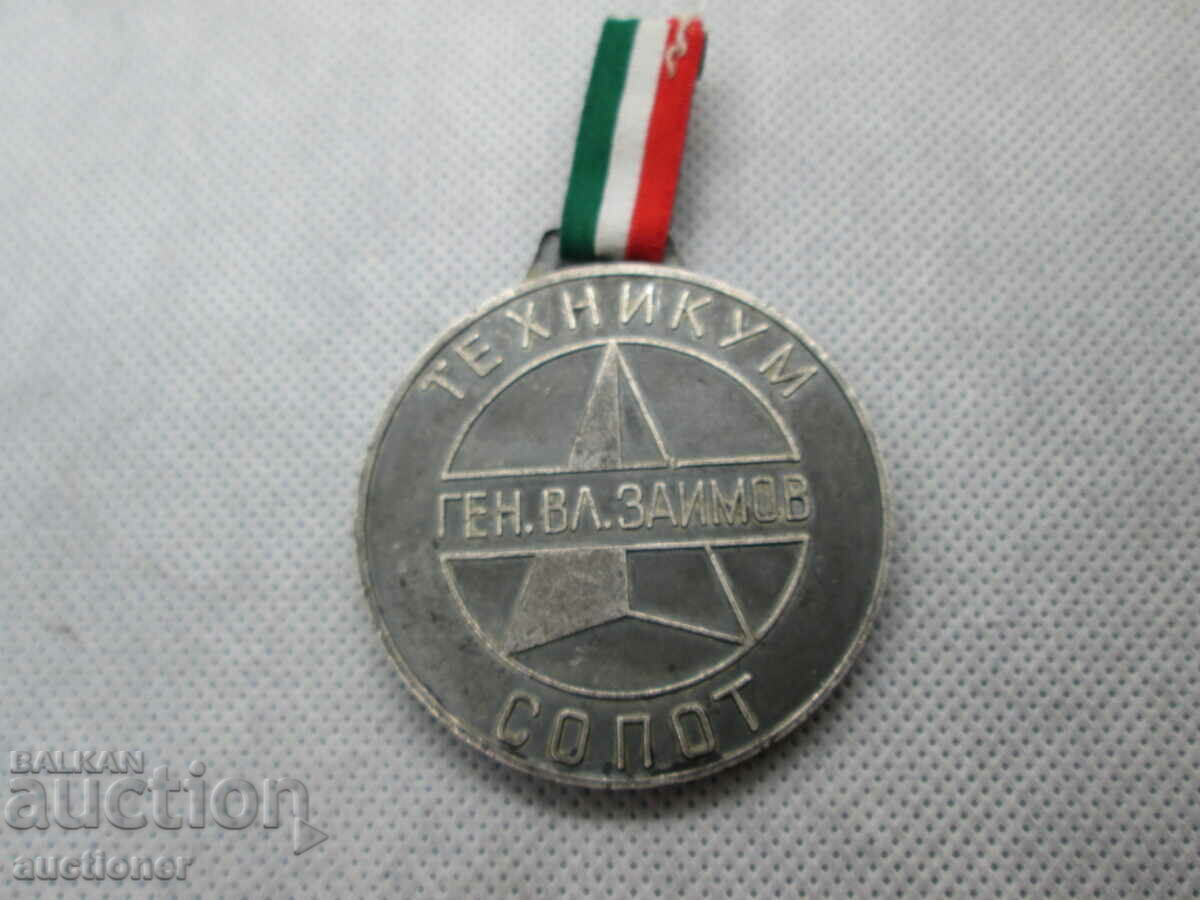 ТЕХНИКУМ
ГЕН. ВЛ. ЗАИМОВ
СОПОТ
BALKAN
auction
auctioner